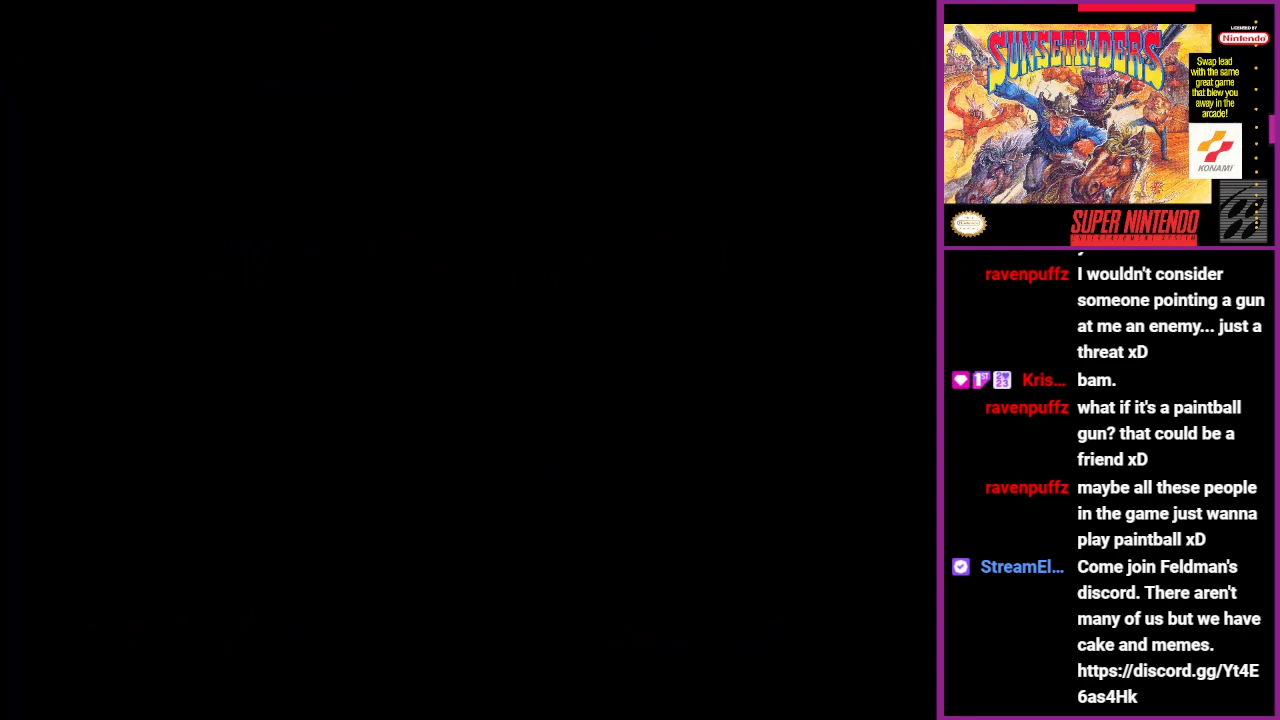 SUNSETRIDERS
LICENSED BY
Nintendo
Swap lead
with the same
great game
that blew you
away in the
arcade!
KONAMI
SUPER NINTENDO
ENTERTAINMENT SYSTEM
ravenpuffz I wouldn't consider
someone pointing a gun
at me an enemy... just a
threat xD
1ST Kris... bam.
ravenpuffz what if it's a paintball
gun? that could be a
friend xD
ravenpuffz maybe all these people
in the game just wanna
play paintball xD
StreamEl... Come join Feldman's
discord. There aren't
many of us but we have
cake and memes.
https://discord.gg/Yt4E
6as4Hk